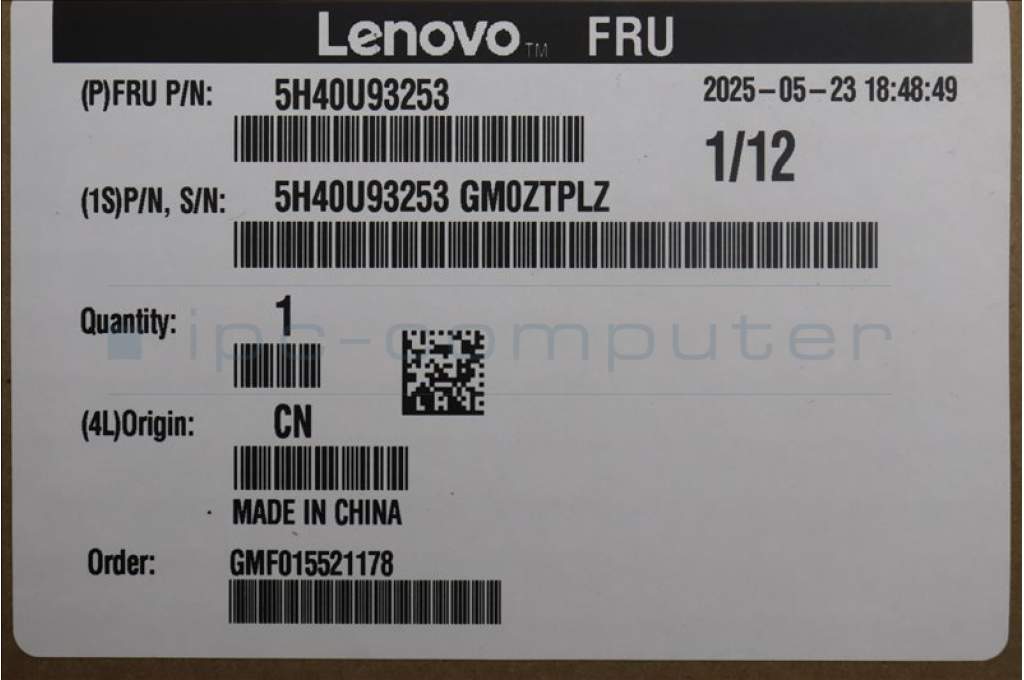 Lenovo™ FRU
(P)FRU P/N: 5H40U93253 2025-05-23 18:48:49
1/12
(1S)P/N, S/N: 5H40U93253 GM0ZTPLZ
Quantity: 1
ipc-computer
(4L)Origin: CN
MADE IN CHINA
Order: GMF015521178